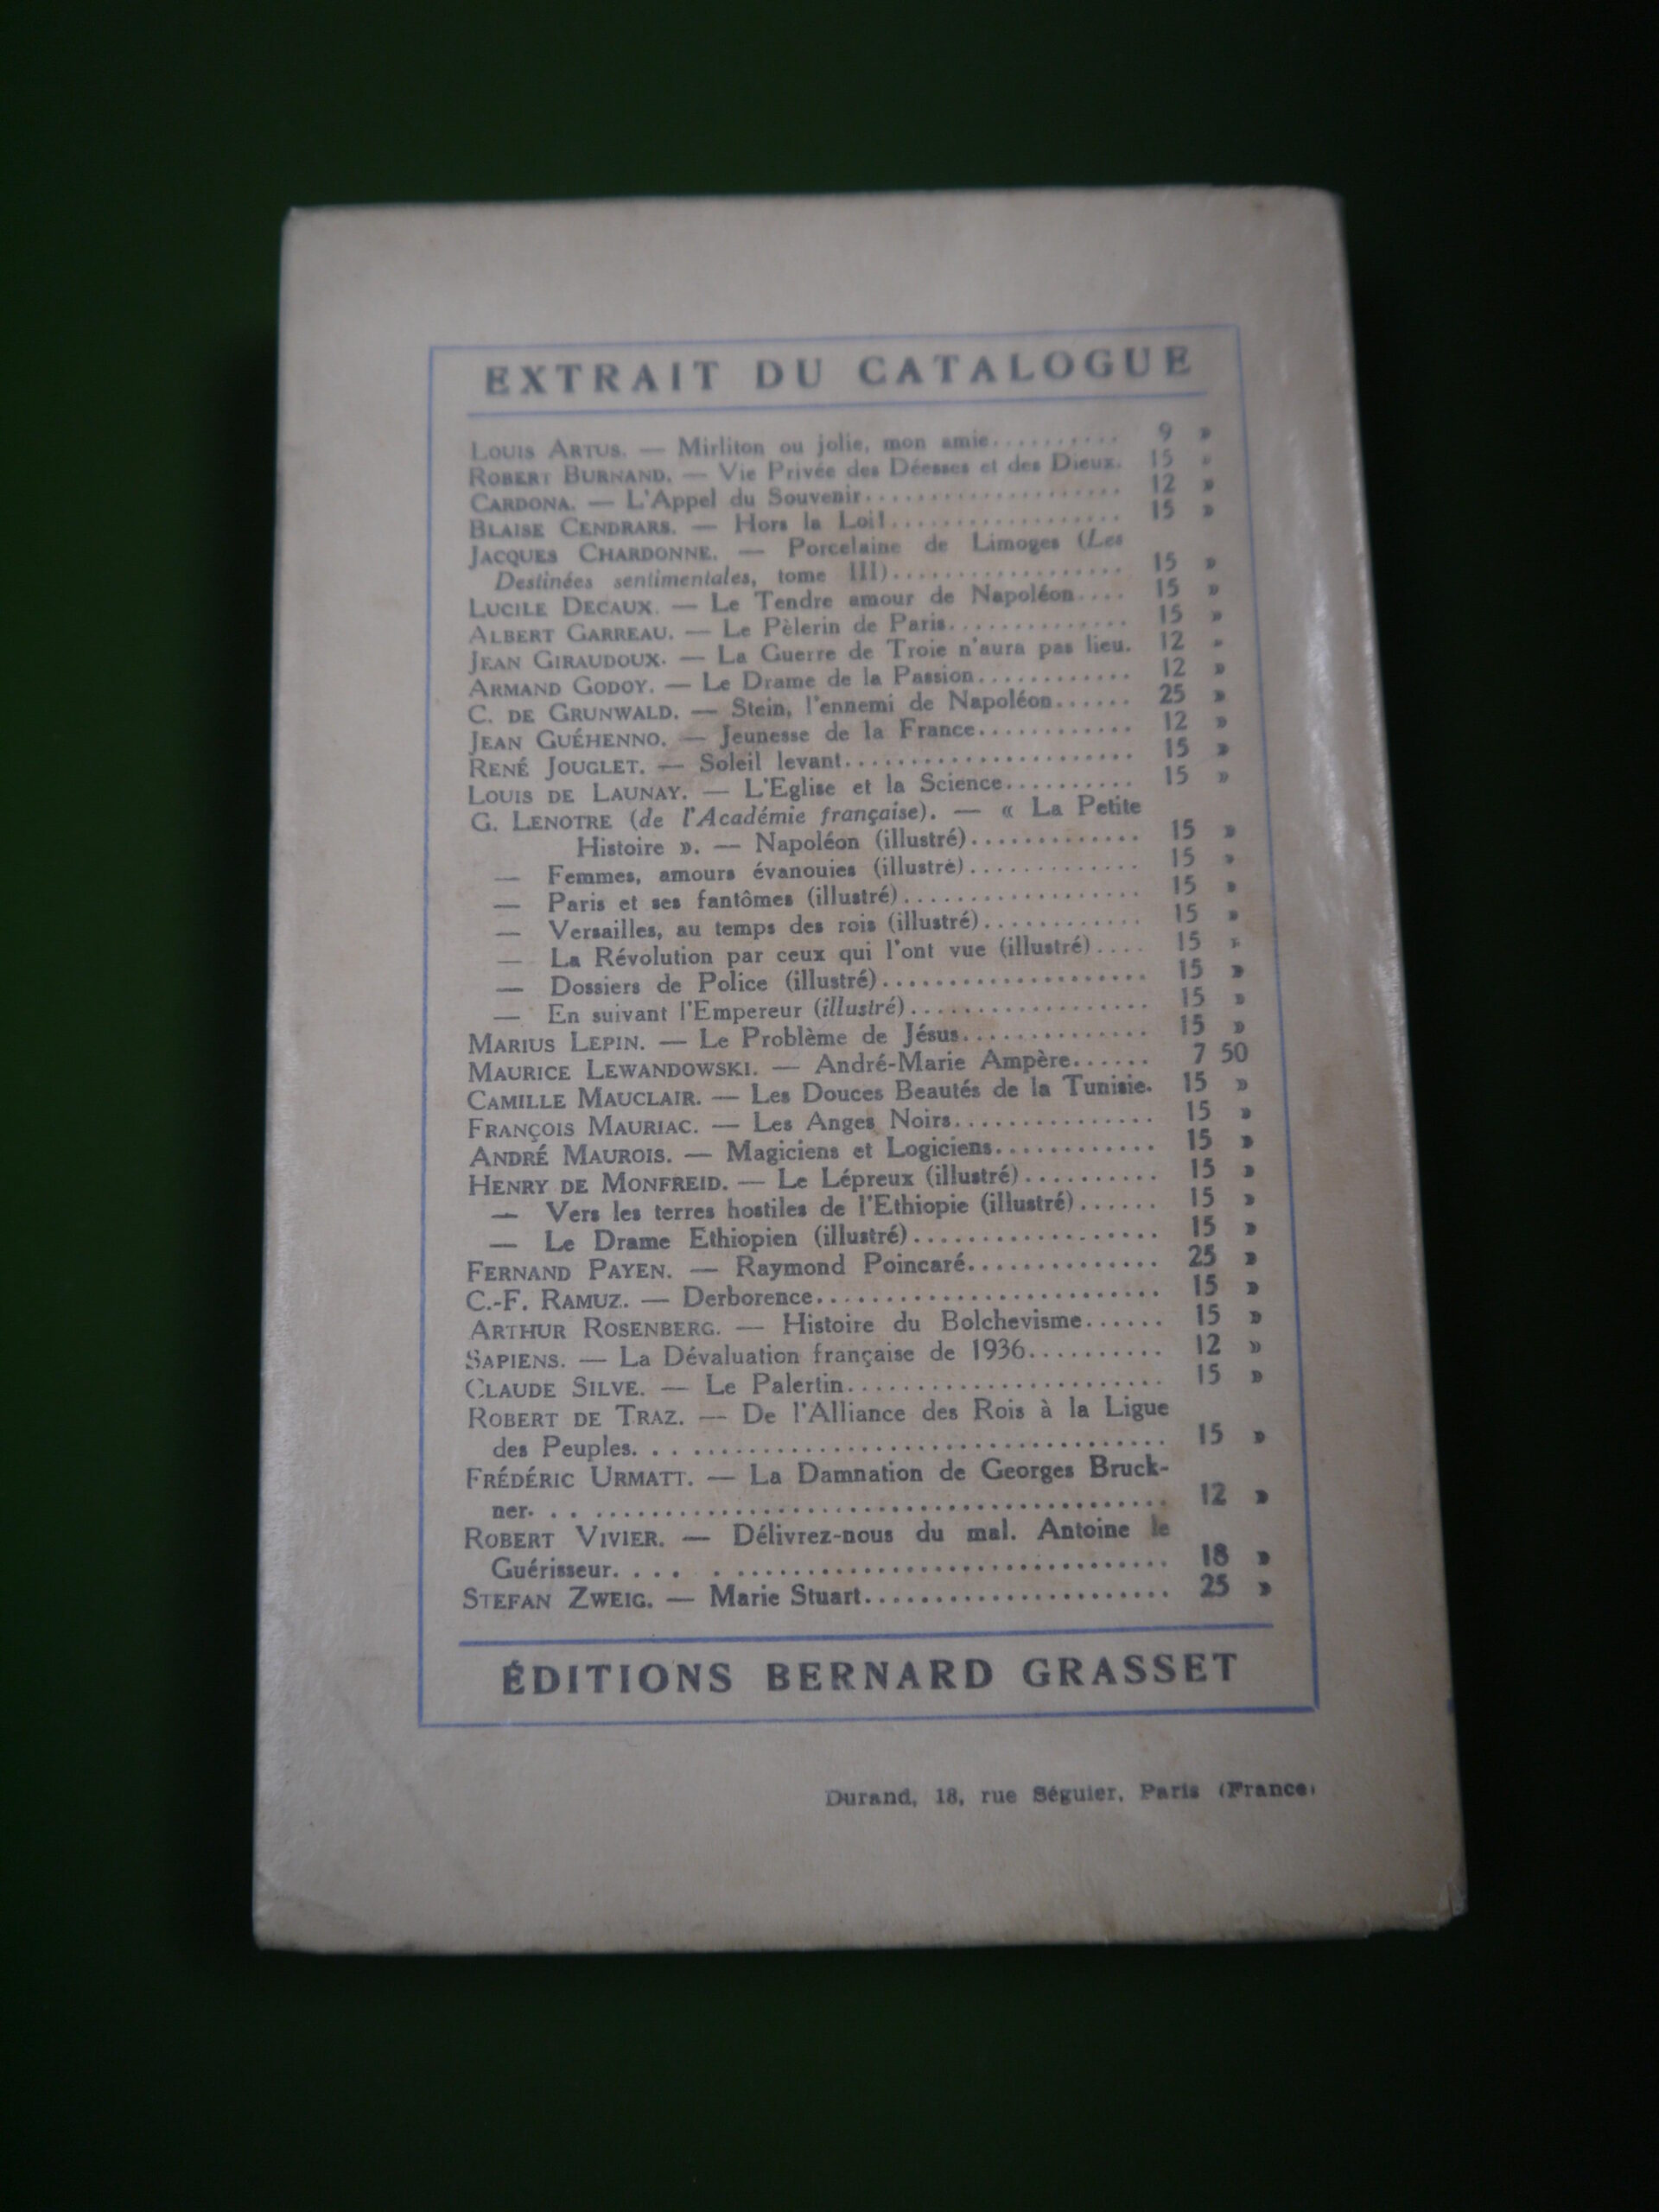 EXTRAIT DU CATALOGUE
LOUIS ARTUS. — Mirliton ou jolie, mon amie.......... 9 »
ROBERT BURNAND. — Vie Privée des Déesses et des Dieux. 15 »
CARDONA. — L'Appel du Souvenir.................... 12 »
BLAISE CENDRARS. — Hors la Loi!.................. 15 »
JACQUES CHARDONNE. — Porcelaine de Limoges (Les
Destinées sentimentales, tome III).................. 15 »
LUCILE DECAUX. — Le Tendre amour de Napoléon.... 15 »
ALBERT GARREAU. — Le Pèlerin de Paris.............. 15 »
JEAN GIRAUDOUX. — La Guerre de Troie n'aura pas lieu. 12 »
ARMAND GODOY. — Le Drame de la Passion............ 12 »
C. DE GRUNWALD. — Stein, l'ennemi de Napoléon...... 25 »
JEAN GUÉHENNO. — Jeunesse de la France............ 12 »
RENÉ JOUGLET. — Soleil levant...................... 15 »
LOUIS DE LAUNAY. — L'Eglise et la Science.......... 15 »
G. LENOTRE (de l'Académie française). — « La Petite
Histoire ». — Napoléon (illustré)............. 15 »
— Femmes, amours évanouies (illustré)............. 15 »
— Paris et ses fantômes (illustré).................. 15 »
— Versailles, au temps des rois (illustré)............ 15 »
— La Révolution par ceux qui l'ont vue (illustré).... 15 »
— Dossiers de Police (illustré).................... 15 »
— En suivant l'Empereur (illustré).................. 15 »
MARIUS LEPIN. — Le Problème de Jésus.............. 15 »
MAURICE LEWANDOWSKI. — André-Marie Ampère...... 7 50
CAMILLE MAUCLAIR. — Les Douces Beautés de la Tunisie. 15 »
FRANÇOIS MAURIAC. — Les Anges Noirs............... 15 »
ANDRÉ MAUROIS. — Magiciens et Logiciens............ 15 »
HENRY DE MONFREID. — Le Lépreux (illustré).......... 15 »
— Vers les terres hostiles de l'Ethiopie (illustré)...... 15 »
— Le Drame Ethiopien (illustré).................. 15 »
FERNAND PAYEN. — Raymond Poincaré.............. 25 »
C.-F. RAMUZ. — Derborence......................... 15 »
ARTHUR ROSENBERG. — Histoire du Bolchevisme...... 15 »
SAPIENS. — La Dévaluation française de 1936.......... 12 »
CLAUDE SILVE. — Le Palertin....................... 15 »
ROBERT DE TRAZ. — De l'Alliance des Rois à la Ligue
des Peuples. . . .................................. 15 »
FRÉDÉRIC URMATT. — La Damnation de Georges Bruck-
ner. . . ......................................... 12 »
ROBERT VIVIER. — Délivrez-nous du mal. Antoine le
Guérisseur. . . . . ............................... 18 »
STEFAN ZWEIG. — Marie Stuart...................... 25 »
ÉDITIONS BERNARD GRASSET
Durand, 18, rue Séguier, Paris (France)